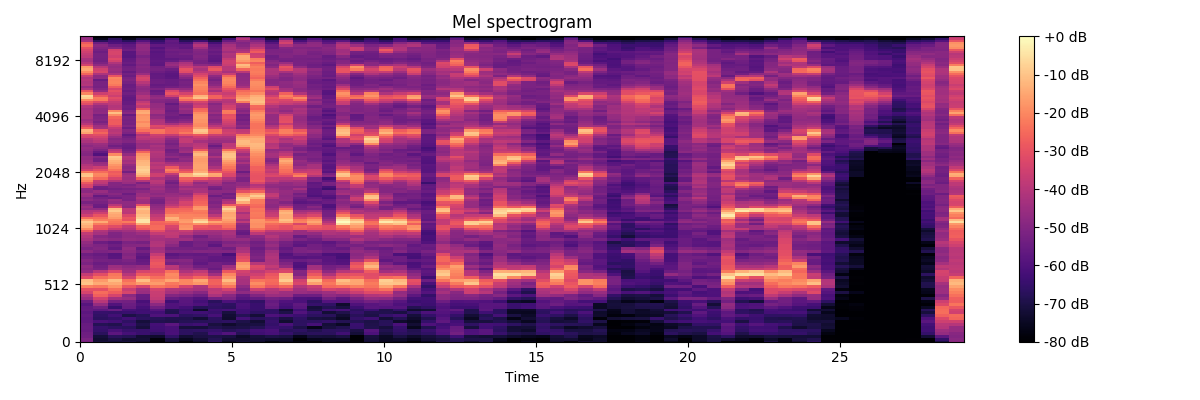 Mel spectrogram
Hz
8192
4096
2048
1024
512
0
0 5 10 15 20 25
Time
+0 dB
-10 dB
-20 dB
-30 dB
-40 dB
-50 dB
-60 dB
-70 dB
-80 dB